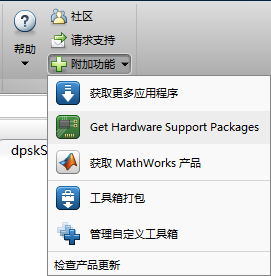 社区
请求支持
帮助
附加功能
获取更多应用程序
dpskS
Get Hardware Support Packages
获取 MathWorks 产品
工具箱打包
管理自定义工具箱
检查产品更新